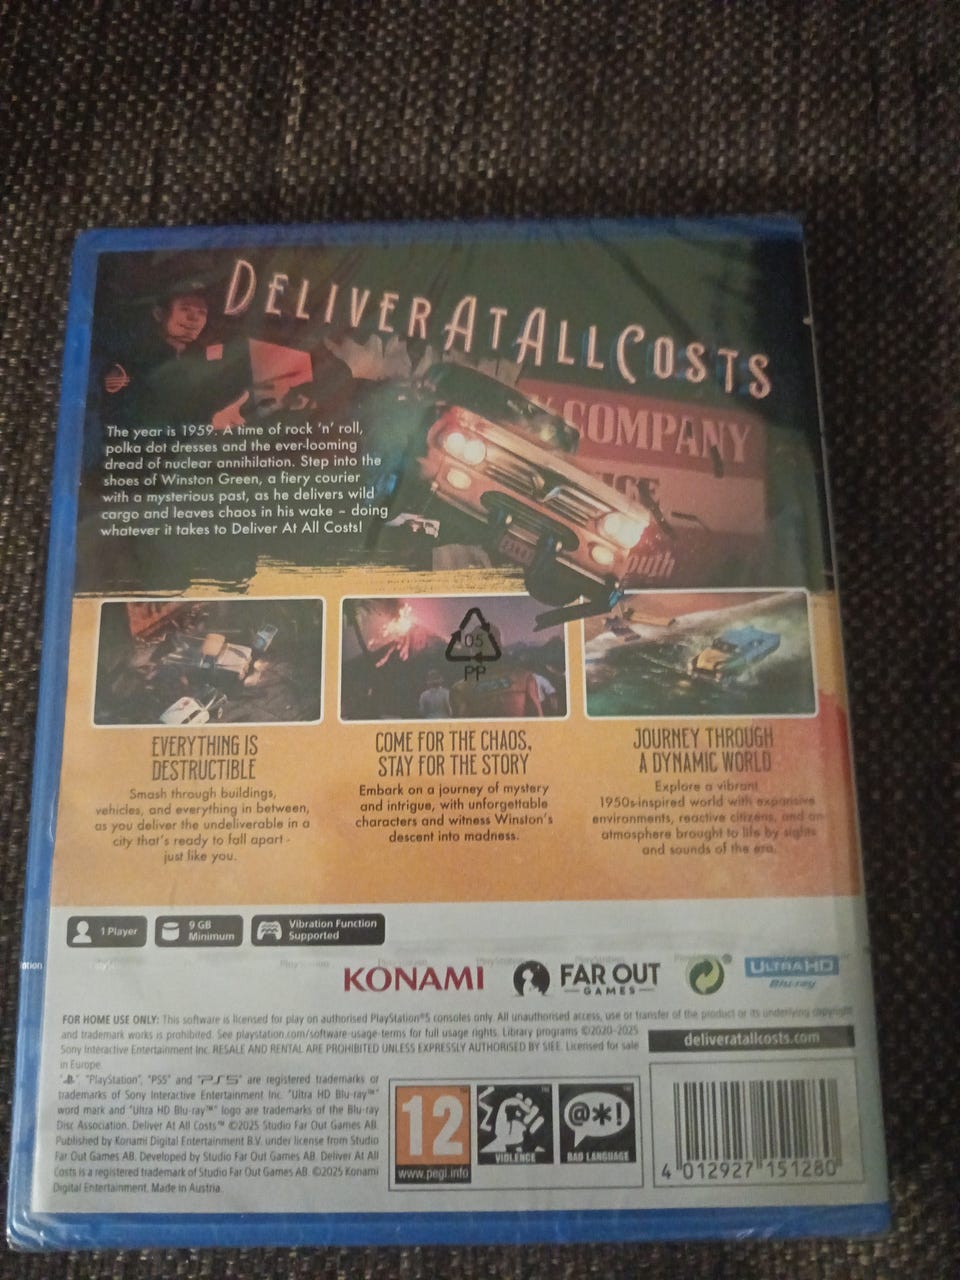 DELIVER AT ALL COSTS
COMPANY
The year is 1959. A time of rock 'n' roll,
polka dot dresses and the ever-looming
dread of nuclear annihilation. Step into the
shoes of Winston Green, a fiery courier
with a mysterious past, as he delivers wild
cargo and leaves chaos in his wake – doing
whatever it takes to Deliver At All Costs!
05
PP
EVERYTHING IS
DESTRUCTIBLE
Smash through buildings,
vehicles, and everything in between,
as you deliver the undeliverable in a
city that's ready to fall apart -
just like you.
COME FOR THE CHAOS,
STAY FOR THE STORY
Embark on a journey of mystery
and intrigue, with unforgettable
characters and witness Winston's
descent into madness.
JOURNEY THROUGH
A DYNAMIC WORLD
Explore a vibrant
1950s-inspired world with expansive
environments, reactive citizens, and an
atmosphere brought to life by sights
and sounds of the era.
1 Player
9 GB
Minimum
Vibration Function
Supported
KONAMI
FAR OUT
GAMES
ULTRA HD
Blu-ray
FOR HOME USE ONLY: This software is licensed for play on authorised PlayStation®5 consoles only. All unauthorised access, use or transfer of the product or its underlying copyright
and trademark works is prohibited. See playstation.com/software-usage-terms for full usage rights. Library programs ©2020-2025
Sony Interactive Entertainment Inc. RESALE AND RENTAL ARE PROHIBITED UNLESS EXPRESSLY AUTHORISED BY SIEE. Licensed for sale
in Europe.
deliveratallcosts.com
"PlayStation", "PS5" and "PS5" are registered trademarks or
trademarks of Sony Interactive Entertainment Inc. "Ultra HD Blu-ray™"
word mark and "Ultra HD Blu-ray™" logo are trademarks of the Blu-ray
Disc Association. Deliver At All Costs™ ©2025 Studio Far Out Games AB.
Published by Konami Digital Entertainment B.V. under license from Studio
Far Out Games AB. Developed by Studio Far Out Games AB. Deliver At All
Costs is a registered trademark of Studio Far Out Games AB. ©2025 Konami
Digital Entertainment. Made in Austria.
12
www.pegi.info
VIOLENCE
@*!
BAD LANGUAGE
4 012927 151280